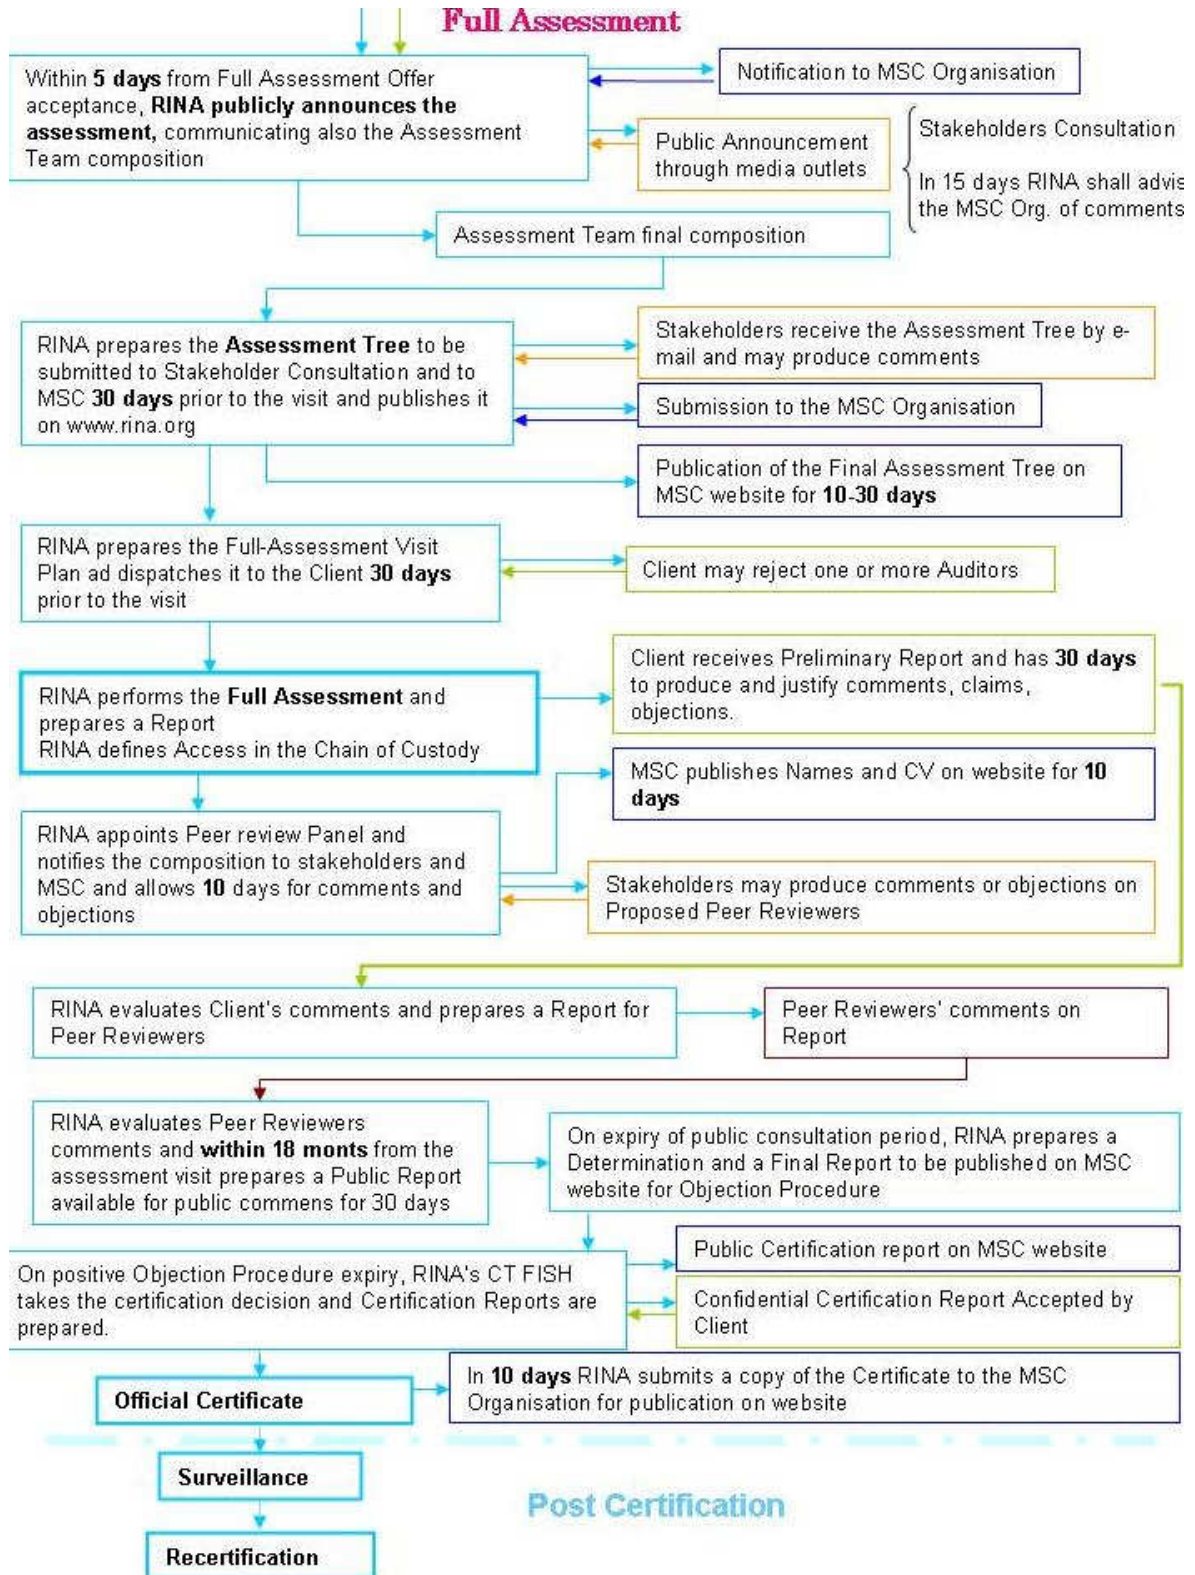 Full Assessment
Within 5 days from Full Assessment Offer
acceptance, RINA publicly announces the
assessment, communicating also the Assessment
Team composition
Notification to MSC Organisation
Public Announcement
through media outlets
Stakeholders Consultation
In 15 days RINA shall advis
the MSC Org. of comments
Assessment Team final composition
RINA prepares the Assessment Tree to be
submitted to Stakeholder Consultation and to
MSC 30 days prior to the visit and publishes it
on www.rina.org
Stakeholders receive the Assessment Tree by e-
mail and may produce comments
Submission to the MSC Organisation
Publication of the Final Assessment Tree on
MSC website for 10-30 days
RINA prepares the Full-Assessment Visit
Plan ad dispatches it to the Client 30 days
prior to the visit
Client may reject one or more Auditors
RINA performs the Full Assessment and
prepares a Report
RINA defines Access in the Chain of Custody
Client receives Preliminary Report and has 30 days
to produce and justify comments, claims,
objections.
MSC publishes Names and CV on website for 10
days
RINA appoints Peer review Panel and
notifies the composition to stakeholders and
MSC and allows 10 days for comments and
objections
Stakeholders may produce comments or objections on
Proposed Peer Reviewers
RINA evaluates Client's comments and prepares a Report for
Peer Reviewers
Peer Reviewers' comments on
Report
RINA evaluates Peer Reviewers
comments and within 18 monts from the
assessment visit prepares a Public Report
available for public commens for 30 days
On expiry of public consultation period, RINA prepares a
Determination and a Final Report to be published on MSC
website for Objection Procedure
On positive Objection Procedure expiry, RINA's CT FISH
takes the certification decision and Certification Reports are
prepared.
Public Certification report on MSC website
Confidential Certification Report Accepted by
Client
Official Certificate
In 10 days RINA submits a copy of the Certificate to the MSC
Organisation for publication on website
Surveillance
Post Certification
Recertification